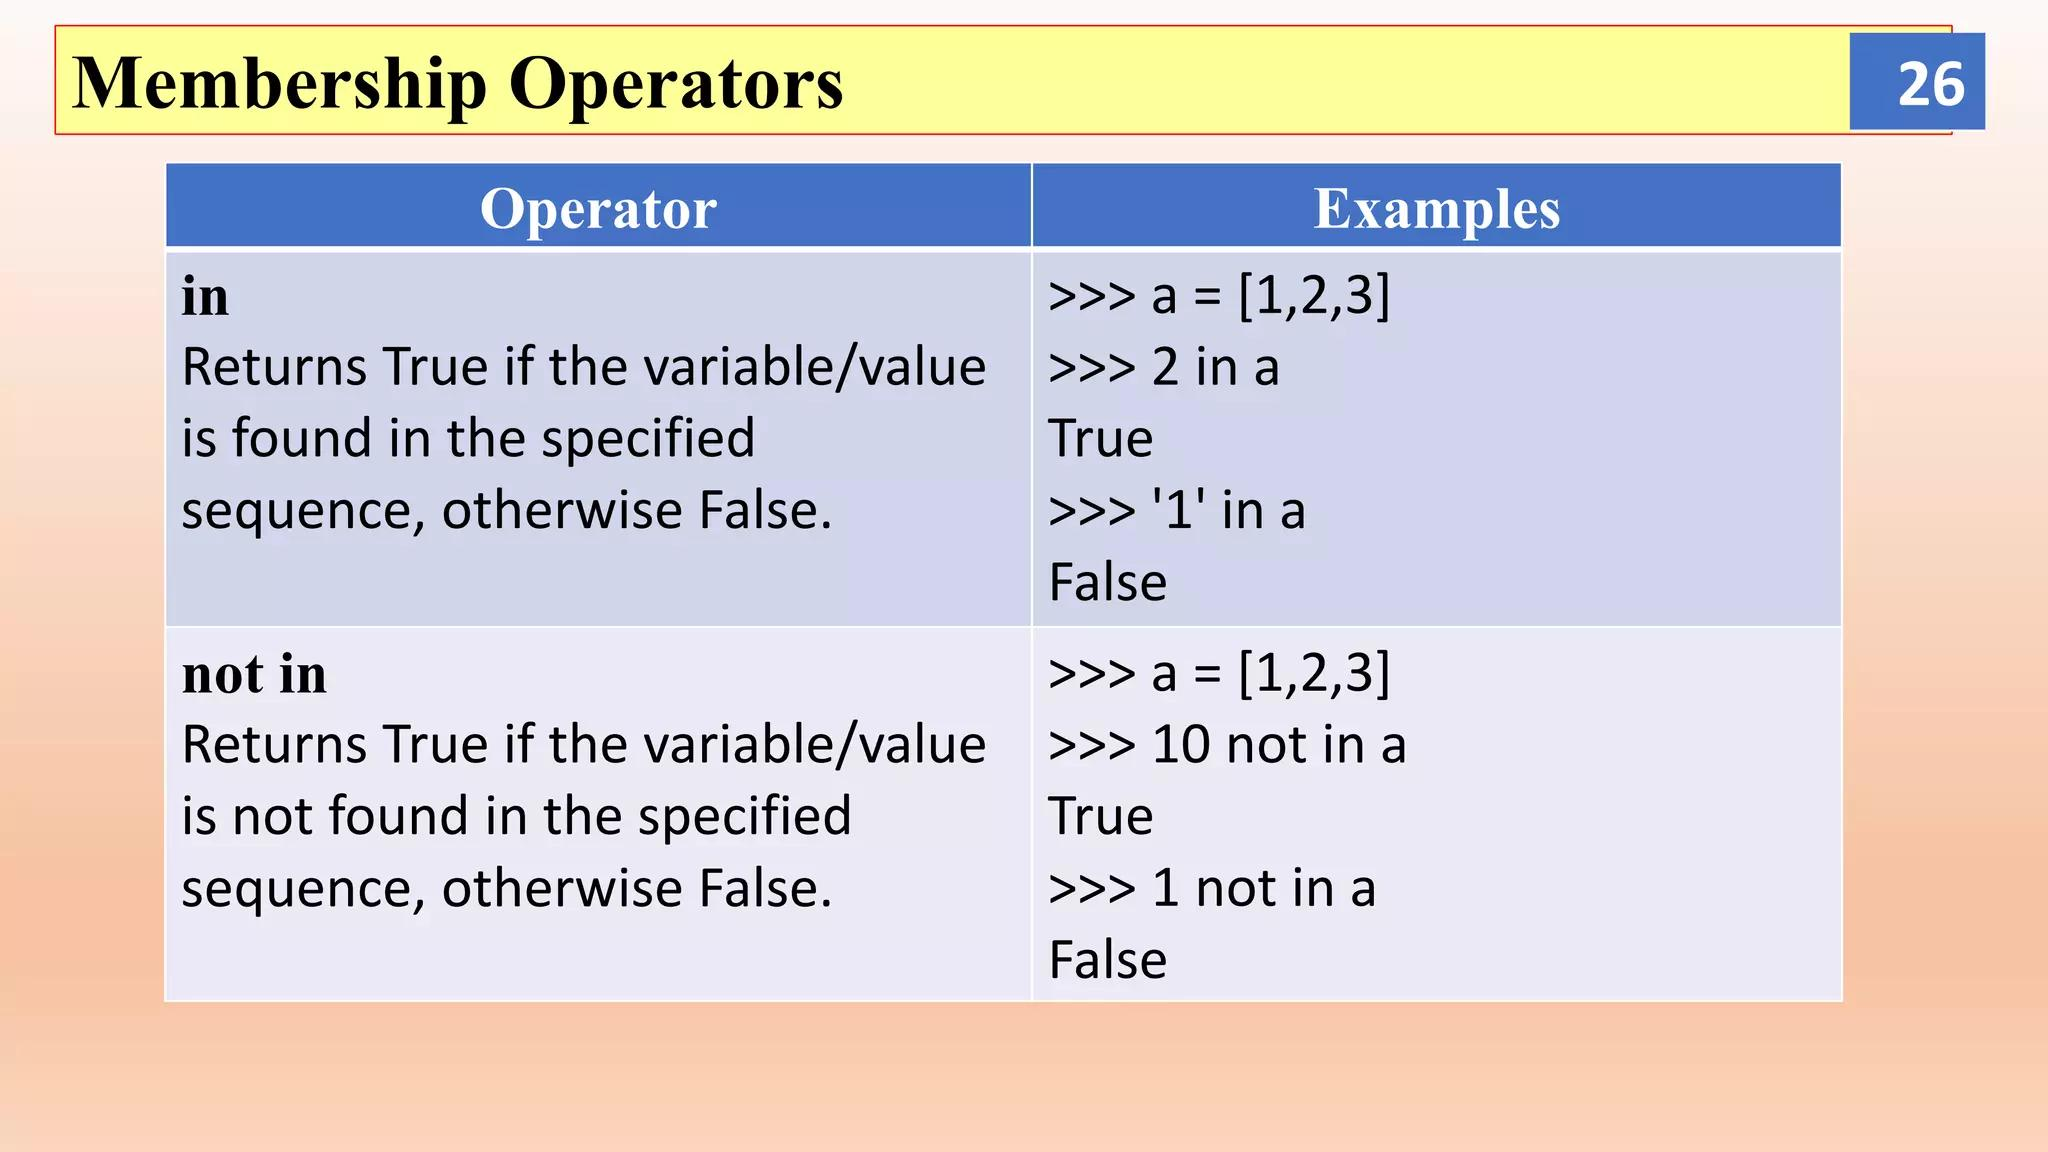 Membership Operators
26
Operator
Examples
in
Returns True if the variable/value
is found in the specified
sequence, otherwise False.
>>> a = [1,2,3]
>>> 2 in a
True
>>> '1' in a
False
not in
Returns True if the variable/value
is not found in the specified
sequence, otherwise False.
>>> a = [1,2,3]
>>> 10 not in a
True
>>> 1 not in a
False